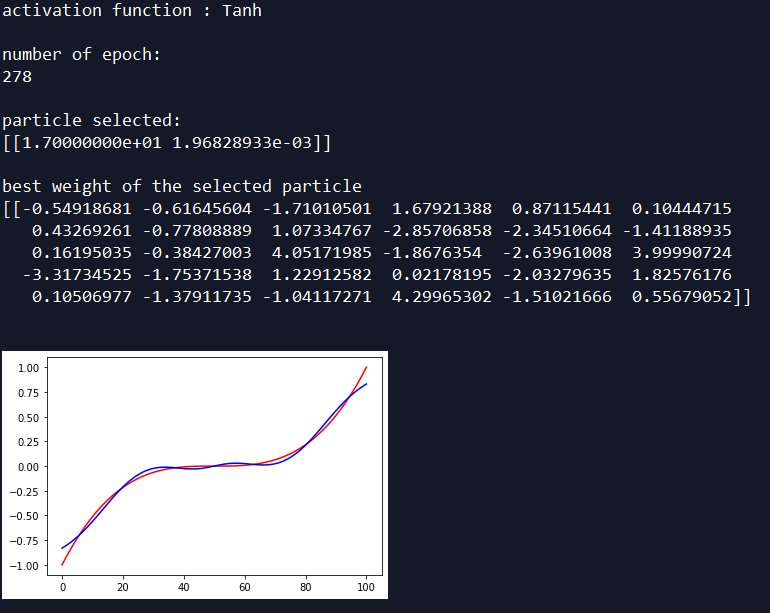 activation function : Tanh
number of epoch:
278
particle selected:
[[1.70000000e+01 1.96828933e-03]]
best weight of the selected particle
[[-0.54918681 -0.61645604 -1.71010501  1.67921388  0.87115441  0.10444715
0.43269261 -0.77808889  1.07334767 -2.85706858 -2.34510664 -1.41188935
0.16195035 -0.38427003  4.05171985 -1.8676354  -2.63961008  3.99990724
-3.31734525 -1.75371538  1.22912582  0.02178195 -2.03279635  1.82576176
0.10506977 -1.37911735 -1.04117271  4.29965302 -1.51021666  0.55679052]]
1.00
0.75
0.50
0.25
0.00
−0.25
−0.50
−0.75
−1.00
0 20 40 60 80 100